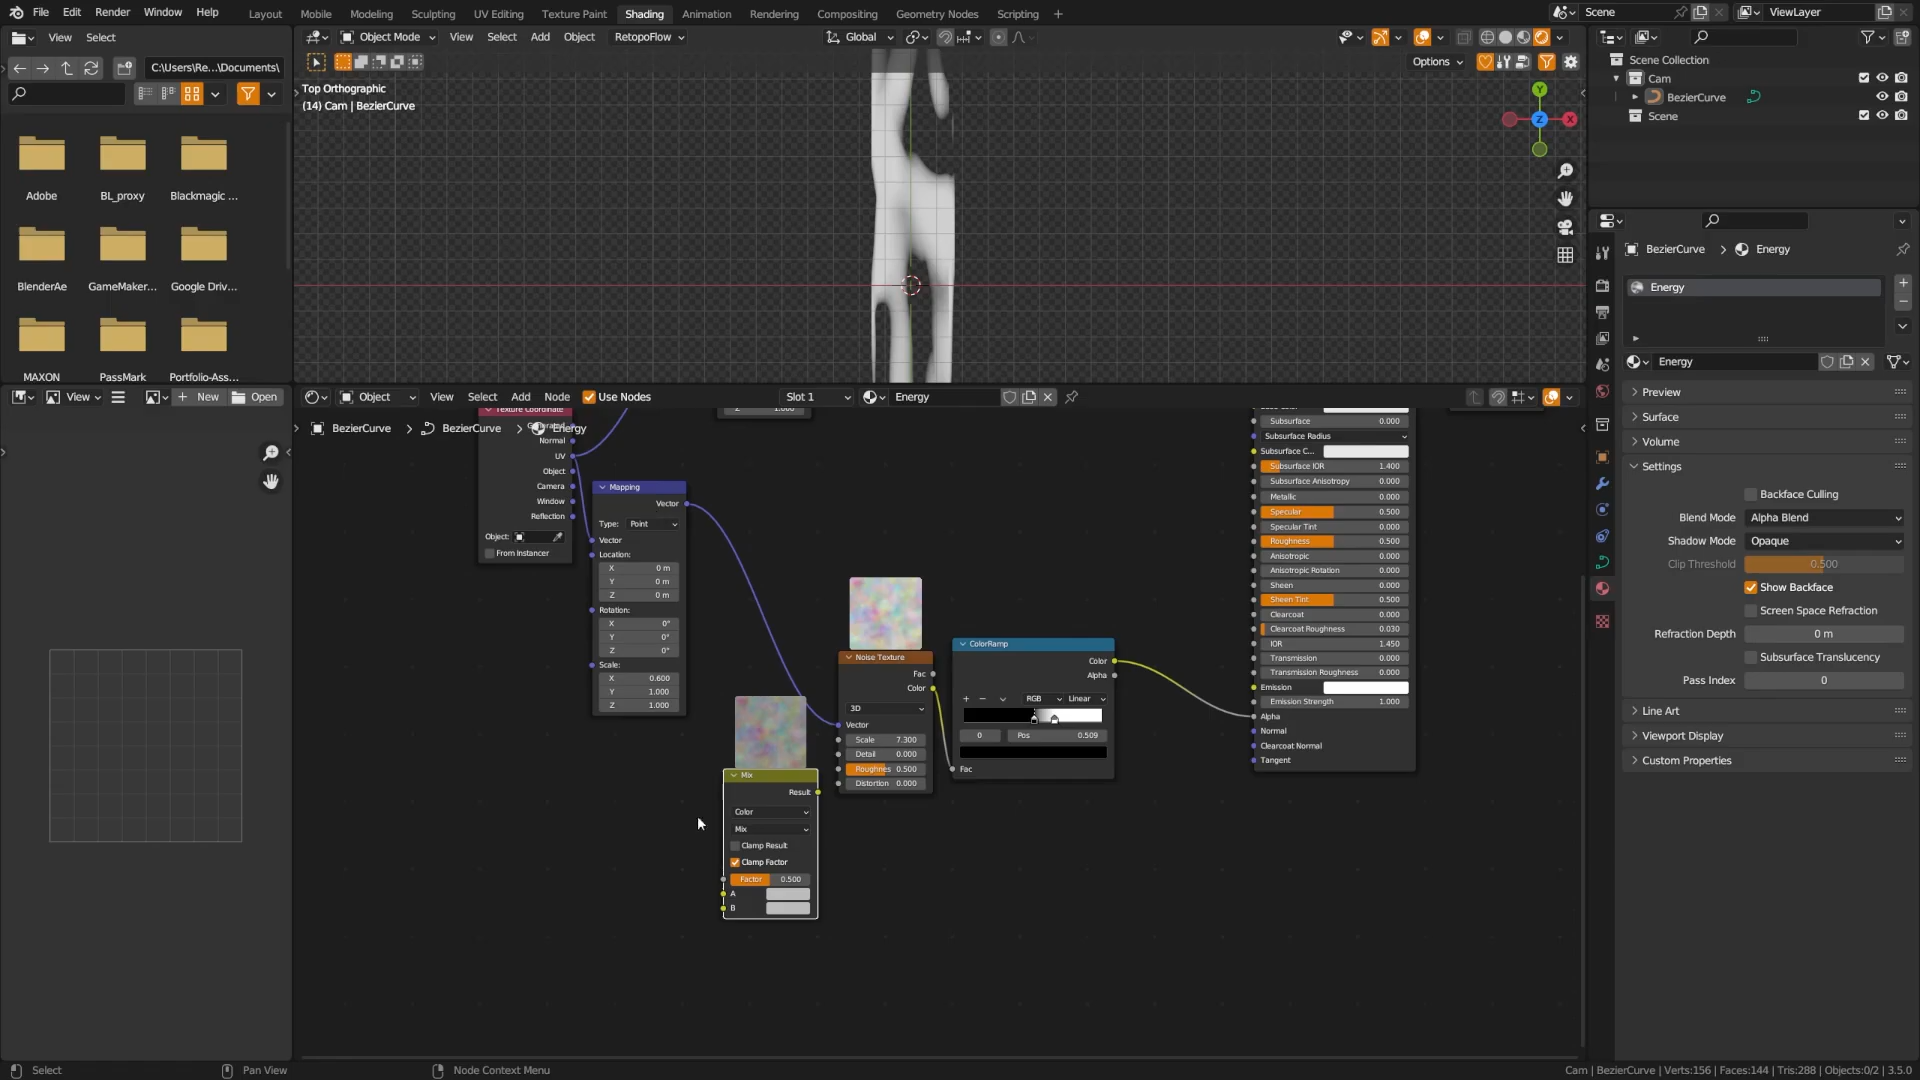 File Edit Render Window Help Layout Mobile Modeling Sculpting UV Editing Texture Paint Shading Animation Rendering Compositing Geometry Nodes Scripting + Scene ViewLayer
View Select
C:\Users\Re...\Documents\
Adobe BL_proxy Blackmagic ...
BlenderAe GameMaker... Google Driv...
MAXON PassMark Portfolio-Ass...
Object Mode View Select Add Object RetopoFlow Global
Options
Top Orthographic
(14) Cam | BezierCurve
Y
Z X
Scene Collection
Cam
BezierCurve
Scene
View + New Open
Object View Select Add Node Use Nodes Slot 1 Energy
BezierCurve > BezierCurve > Energy
Texture Coordinate
Generated
Normal
UV
Object
Camera
Window
Reflection
Object:
From Instancer
Z 1.000
Mapping
Vector
Type: Point
Vector
Location:
X 0 m
Y 0 m
Z 0 m
Rotation:
X 0°
Y 0°
Z 0°
Scale:
X 0.600
Y 1.000
Z 1.000
Mix
Result
Color
Mix
Clamp Result
Clamp Factor
Factor 0.500
A
B
Noise Texture
Fac
Color
3D
Vector
Scale 7.300
Detail 0.000
Roughnes 0.500
Distortion 0.000
ColorRamp
Color
Alpha
+ − RGB Linear
0 Pos 0.509
Fac
Subsurface 0.000
Subsurface Radius
Subsurface C...
Subsurface IOR 1.400
Subsurface Anisotropy 0.000
Metallic 0.000
Specular 0.500
Specular Tint 0.000
Roughness 0.500
Anisotropic 0.000
Anisotropic Rotation 0.000
Sheen 0.000
Sheen Tint 0.500
Clearcoat 0.000
Clearcoat Roughness 0.030
IOR 1.450
Transmission 0.000
Transmission Roughness 0.000
Emission
Emission Strength 1.000
Alpha
Normal
Clearcoat Normal
Tangent
BezierCurve > Energy
Energy
Energy
Preview
Surface
Volume
Settings
Backface Culling
Blend Mode Alpha Blend
Shadow Mode Opaque
Clip Threshold 0.500
Show Backface
Screen Space Refraction
Refraction Depth 0 m
Subsurface Translucency
Pass Index 0
Line Art
Viewport Display
Custom Properties
Select Pan View Node Context Menu Cam | BezierCurve | Verts:156 | Faces:144 | Tris:288 | Objects:0/2 | 3.5.0